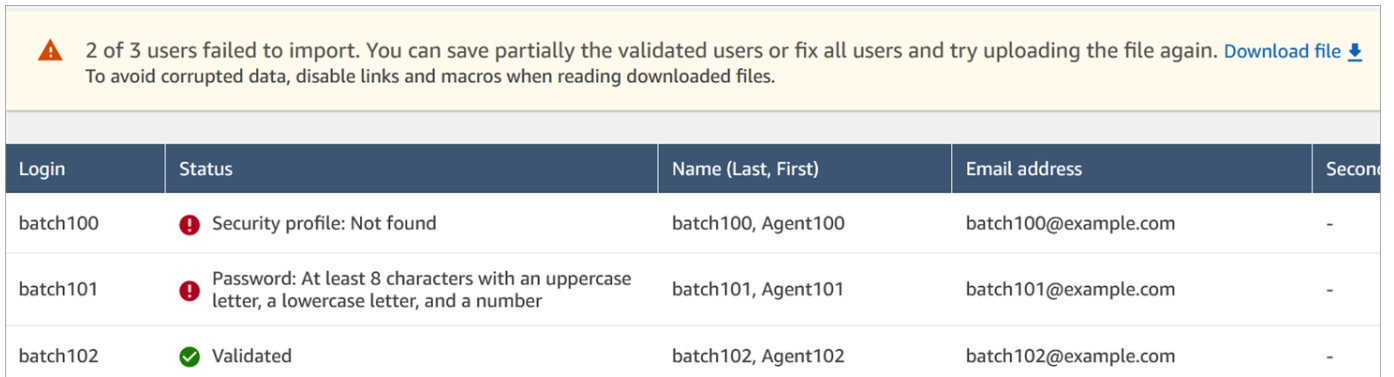 2 of 3 users failed to import. You can save partially the validated users or fix all users and try uploading the file again. Download file
To avoid corrupted data, disable links and macros when reading downloaded files.
Login Status Name (Last, First) Email address Secon
batch100 Security profile: Not found batch100, Agent100 batch100@example.com -
batch101 Password: At least 8 characters with an uppercase letter, a lowercase letter, and a number batch101, Agent101 batch101@example.com -
batch102 Validated batch102, Agent102 batch102@example.com -